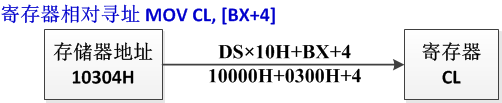 寄存器相对寻址 MOV CL, [BX+4]
存储器地址
10304H
DS×10H+BX+4
10000H+0300H+4
寄存器
CL